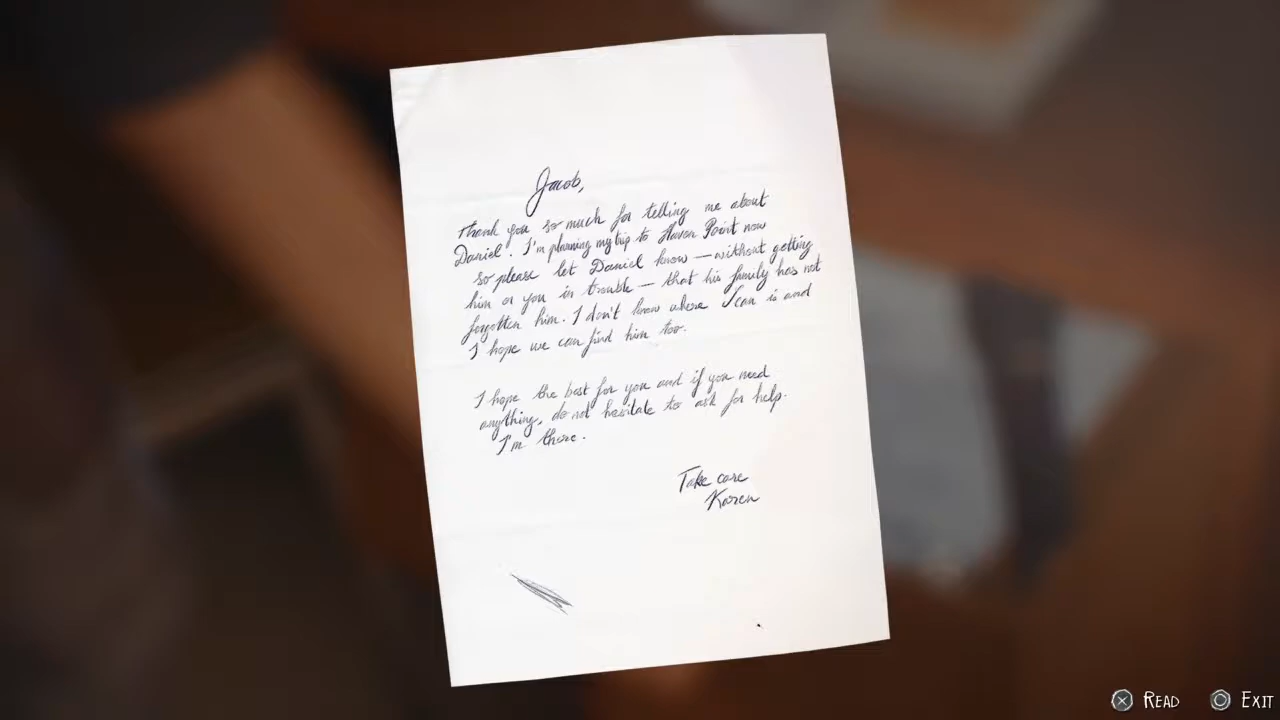 Jacob,
Thank you so much for telling me about
Daniel. I'm planning my trip to Haven Point now
so please let Daniel know — without getting
him or you in trouble — that his family has not
forgotten him. I don't know where Sean is and
I hope we can find him too.
I hope the best for you and if you need
anything, do not hesitate to ask for help.
I'm there.
Take care
Karen
READ
EXIT